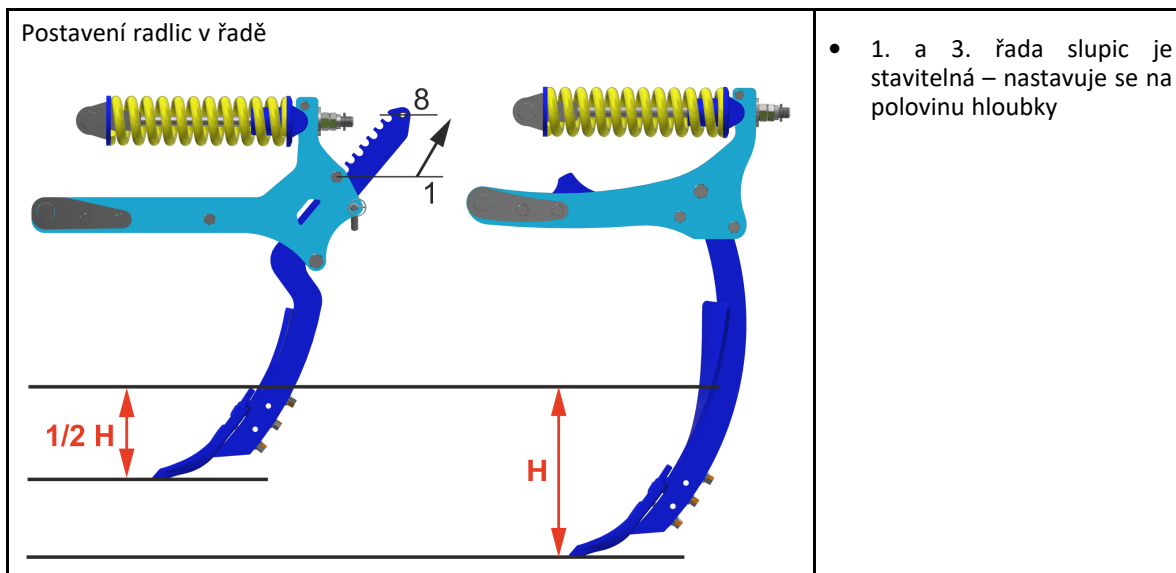 Postavení radlic v řadě
8
1
1/2 H
H
• 1. a 3. řada slupic je
stavitelná – nastavuje se na
polovinu hloubky